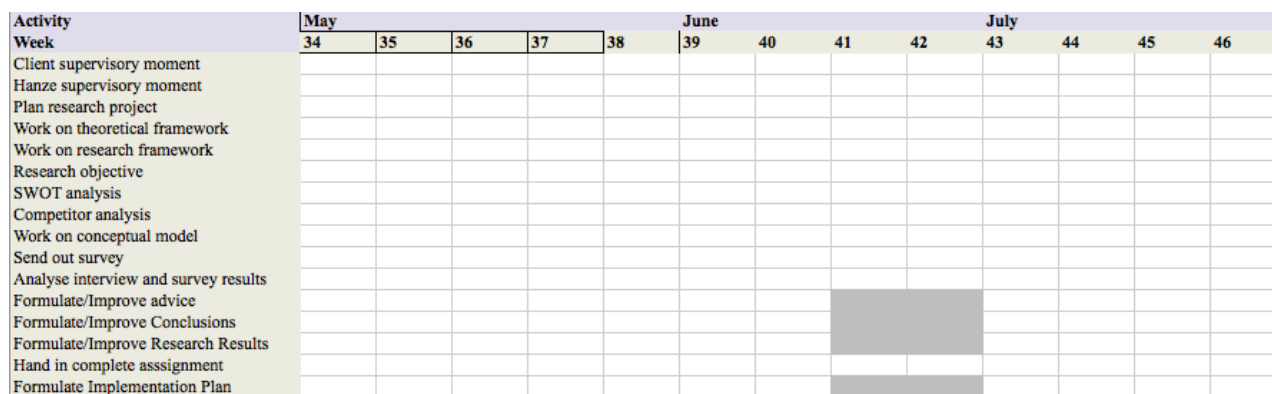 Activity May June July
Week 34 35 36 37 38 39 40 41 42 43 44 45 46
Client supervisory moment
Hanze supervisory moment
Plan research project
Work on theoretical framework
Work on research framework
Research objective
SWOT analysis
Competitor analysis
Work on conceptual model
Send out survey
Analyse interview and survey results
Formulate/Improve advice
Formulate/Improve Conclusions
Formulate/Improve Research Results
Hand in complete asssignment
Formulate Implementation Plan